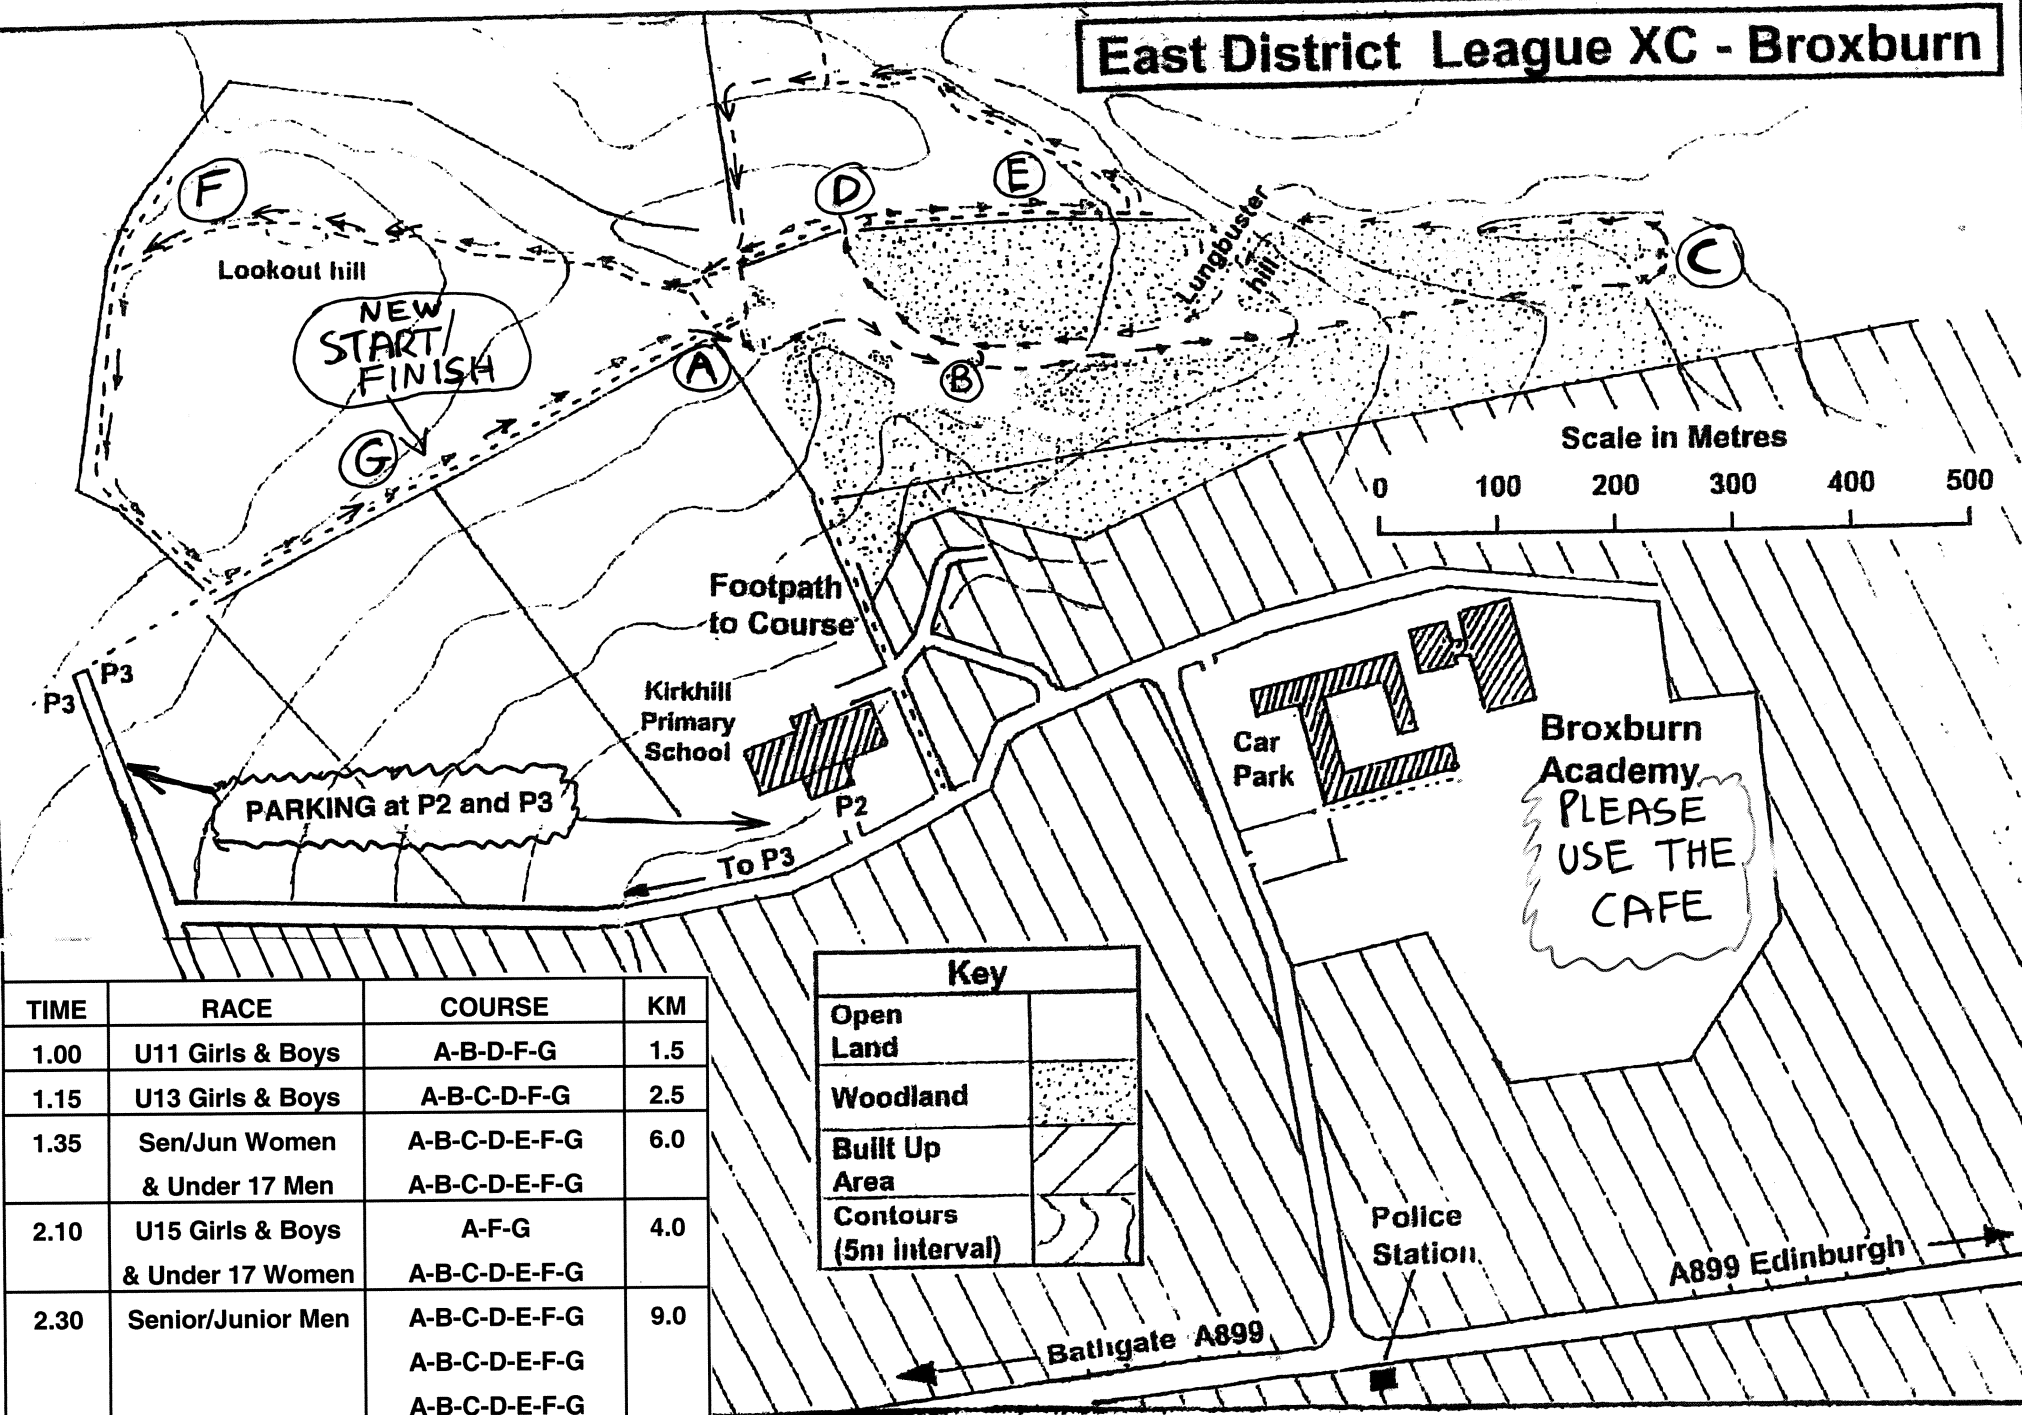 East District League XC - Broxburn
F
D
E
C
Lookout hill
Lungbuster
hill
NEW
START/
FINISH
A
B
G
Scale in Metres
0 100 200 300 400 500
Footpath
to Course
P3
P3
Kirkhill
Primary
School
P2
PARKING at P2 and P3
To P3
Car
Park
Broxburn
Academy
PLEASE
USE THE
CAFE
Key
Open
Land
Woodland
Built Up
Area
Contours
(5m interval)
Police
Station
A899 Edinburgh
Bathgate A899
TIME RACE COURSE KM
1.00 U11 Girls & Boys A-B-D-F-G 1.5
1.15 U13 Girls & Boys A-B-C-D-F-G 2.5
1.35 Sen/Jun Women A-B-C-D-E-F-G 6.0
& Under 17 Men A-B-C-D-E-F-G
2.10 U15 Girls & Boys A-F-G 4.0
& Under 17 Women A-B-C-D-E-F-G
2.30 Senior/Junior Men A-B-C-D-E-F-G 9.0
A-B-C-D-E-F-G
A-B-C-D-E-F-G